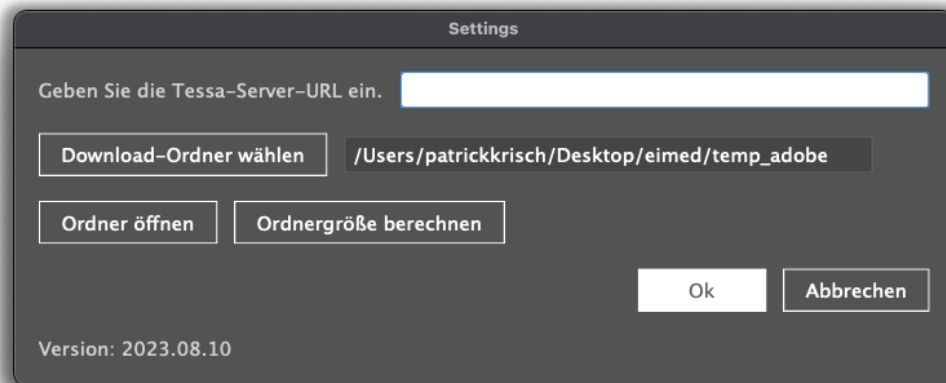 Settings
Geben Sie die Tessa-Server-URL ein.
Download-Ordner wählen /Users/patrickkrisch/Desktop/eimed/temp_adobe
Ordner öffnen Ordnergröße berechnen
Ok Abbrechen
Version: 2023.08.10